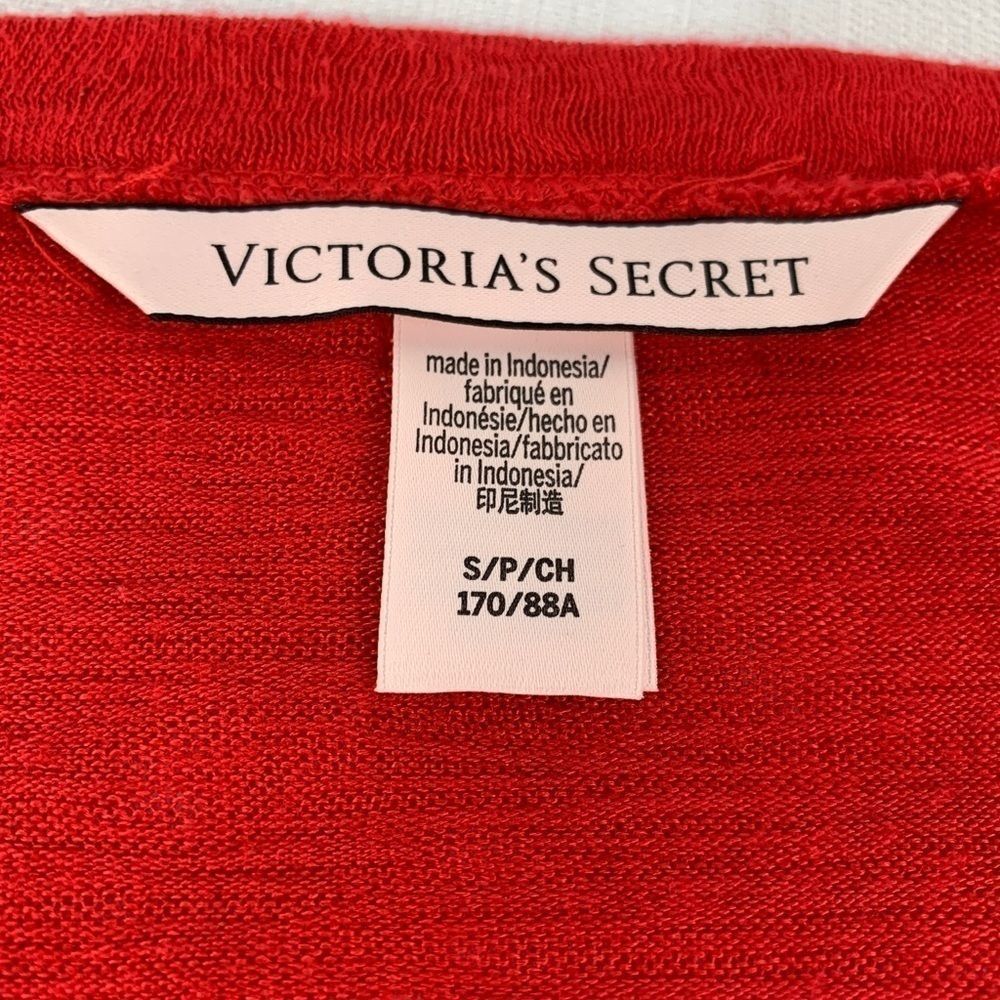 VICTORIA'S SECRET
made in Indonesia/
fabriqué en
Indonésie/hecho en
Indonesia/fabbricato
in Indonesia/
印尼制造
S/P/CH
170/88A